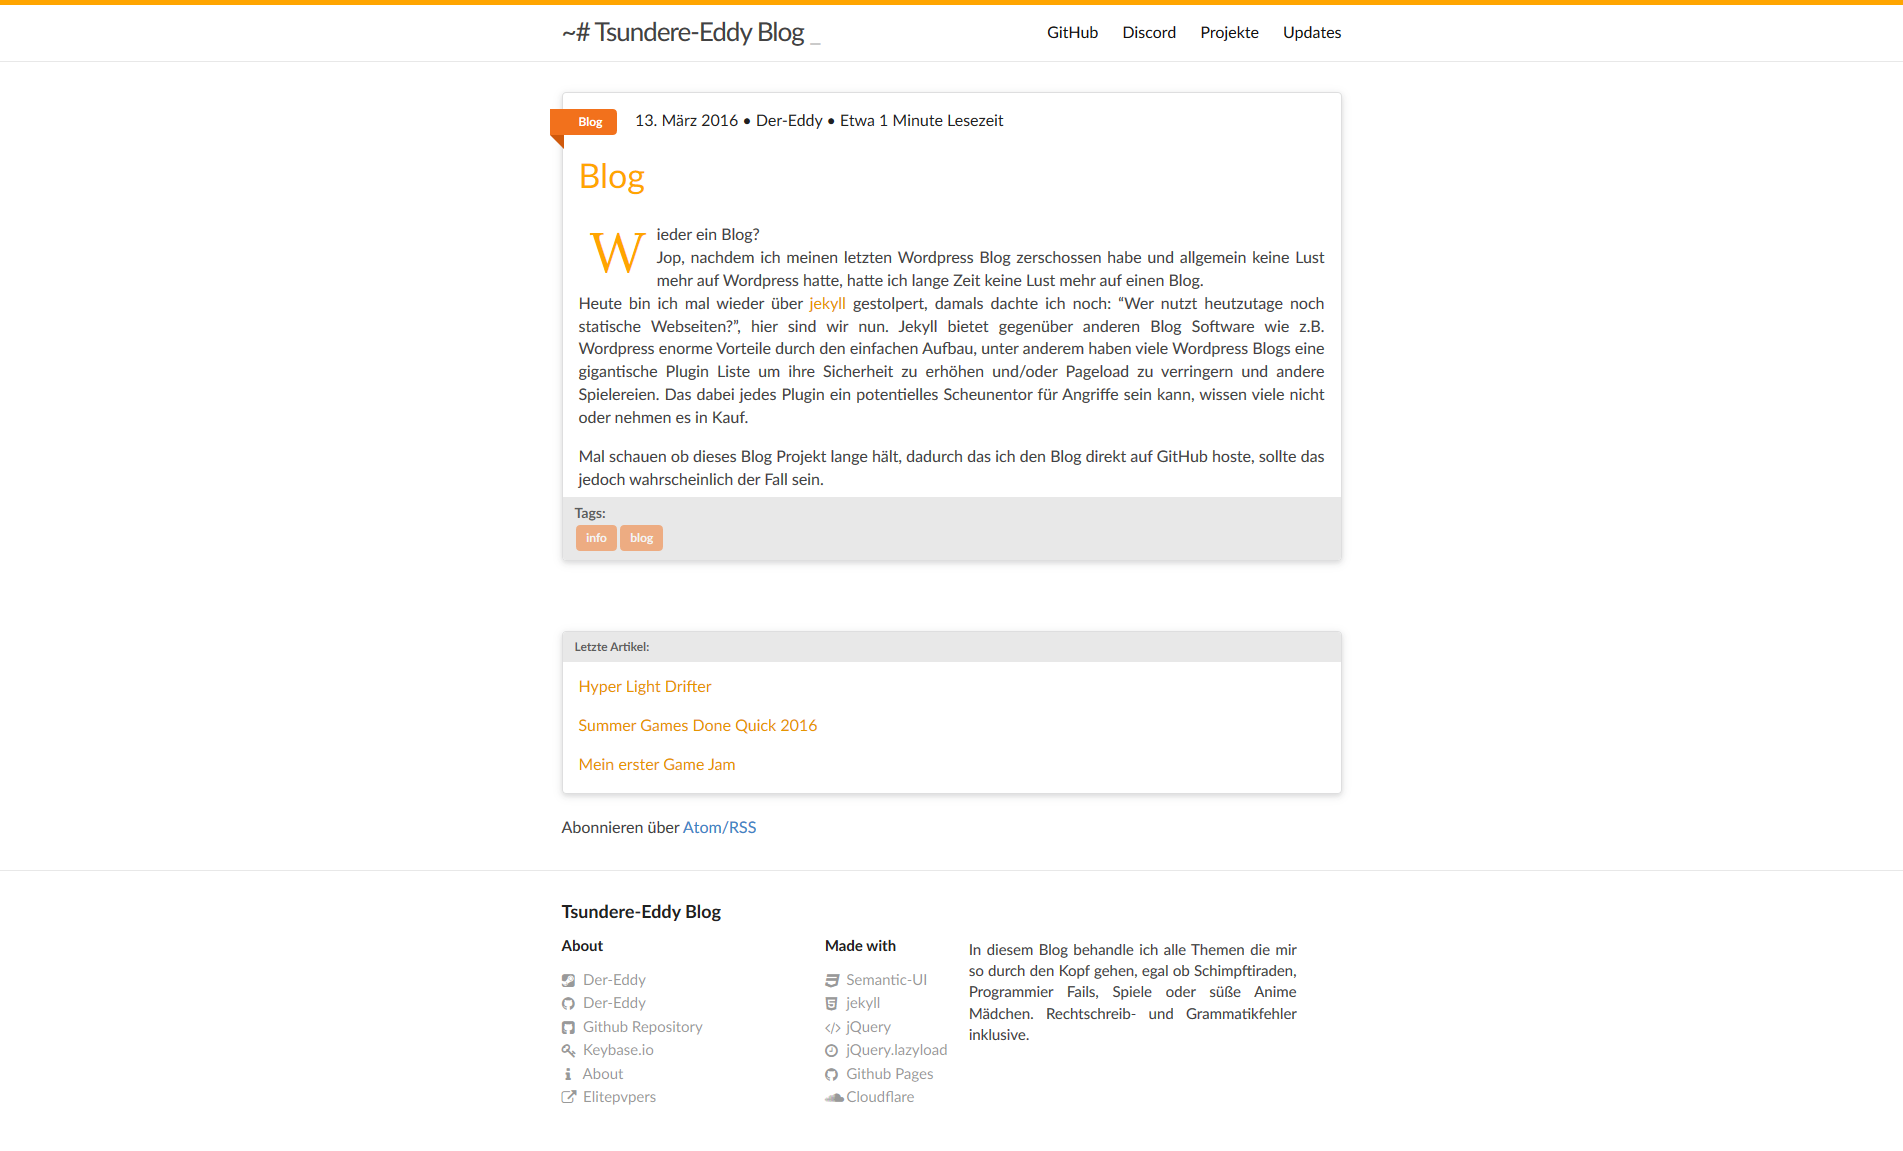 ~# Tsundere-Eddy Blog _
GitHub Discord Projekte Updates
Blog 13. März 2016 • Der-Eddy • Etwa 1 Minute Lesezeit
Blog
Wieder ein Blog?
Jop, nachdem ich meinen letzten Wordpress Blog zerschossen habe und allgemein keine Lust
mehr auf Wordpress hatte, hatte ich lange Zeit keine Lust mehr auf einen Blog.
Heute bin ich mal wieder über jekyll gestolpert, damals dachte ich noch: “Wer nutzt heutzutage noch
statische Webseiten?”, hier sind wir nun. Jekyll bietet gegenüber anderen Blog Software wie z.B.
Wordpress enorme Vorteile durch den einfachen Aufbau, unter anderem haben viele Wordpress Blogs eine
gigantische Plugin Liste um ihre Sicherheit zu erhöhen und/oder Pageload zu verringern und andere
Spielereien. Das dabei jedes Plugin ein potentielles Scheunentor für Angriffe sein kann, wissen viele nicht
oder nehmen es in Kauf.
Mal schauen ob dieses Blog Projekt lange hält, dadurch das ich den Blog direkt auf GitHub hoste, sollte das
jedoch wahrscheinlich der Fall sein.
Tags:
info blog
Letzte Artikel:
Hyper Light Drifter
Summer Games Done Quick 2016
Mein erster Game Jam
Abonnieren über Atom/RSS
Tsundere-Eddy Blog
About
Der-Eddy
Der-Eddy
Github Repository
Keybase.io
About
Elitepvpers
Made with
Semantic-UI
jekyll
jQuery
jQuery.lazyload
Github Pages
Cloudflare
In diesem Blog behandle ich alle Themen die mir
so durch den Kopf gehen, egal ob Schimpftiraden,
Programmier Fails, Spiele oder süße Anime
Mädchen. Rechtschreib- und Grammatikfehler
inklusive.